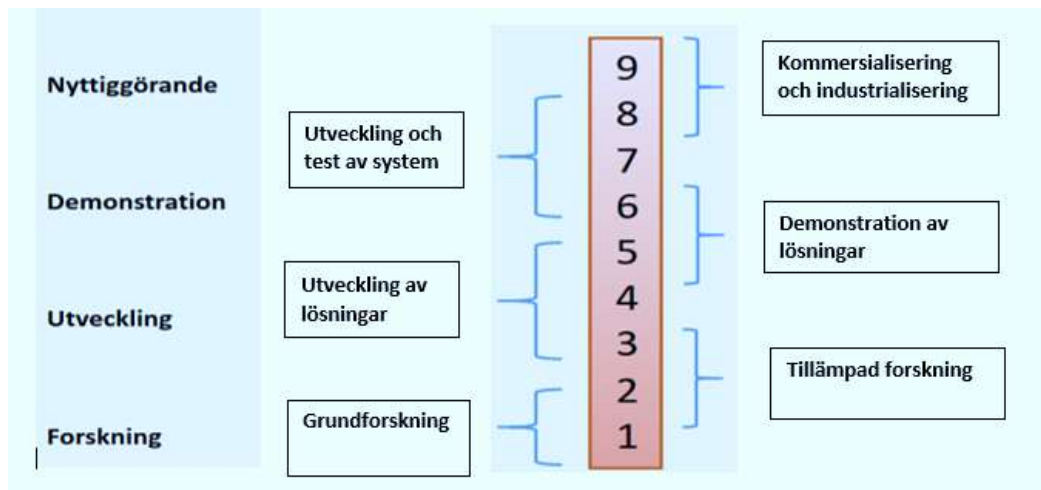 Nyttiggörande
Demonstration
Utveckling
Forskning
Utveckling och
test av system
Utveckling av
lösningar
Grundforskning
9
8
7
6
5
4
3
2
1
Kommersialisering
och industrialisering
Demonstration av
lösningar
Tillämpad forskning